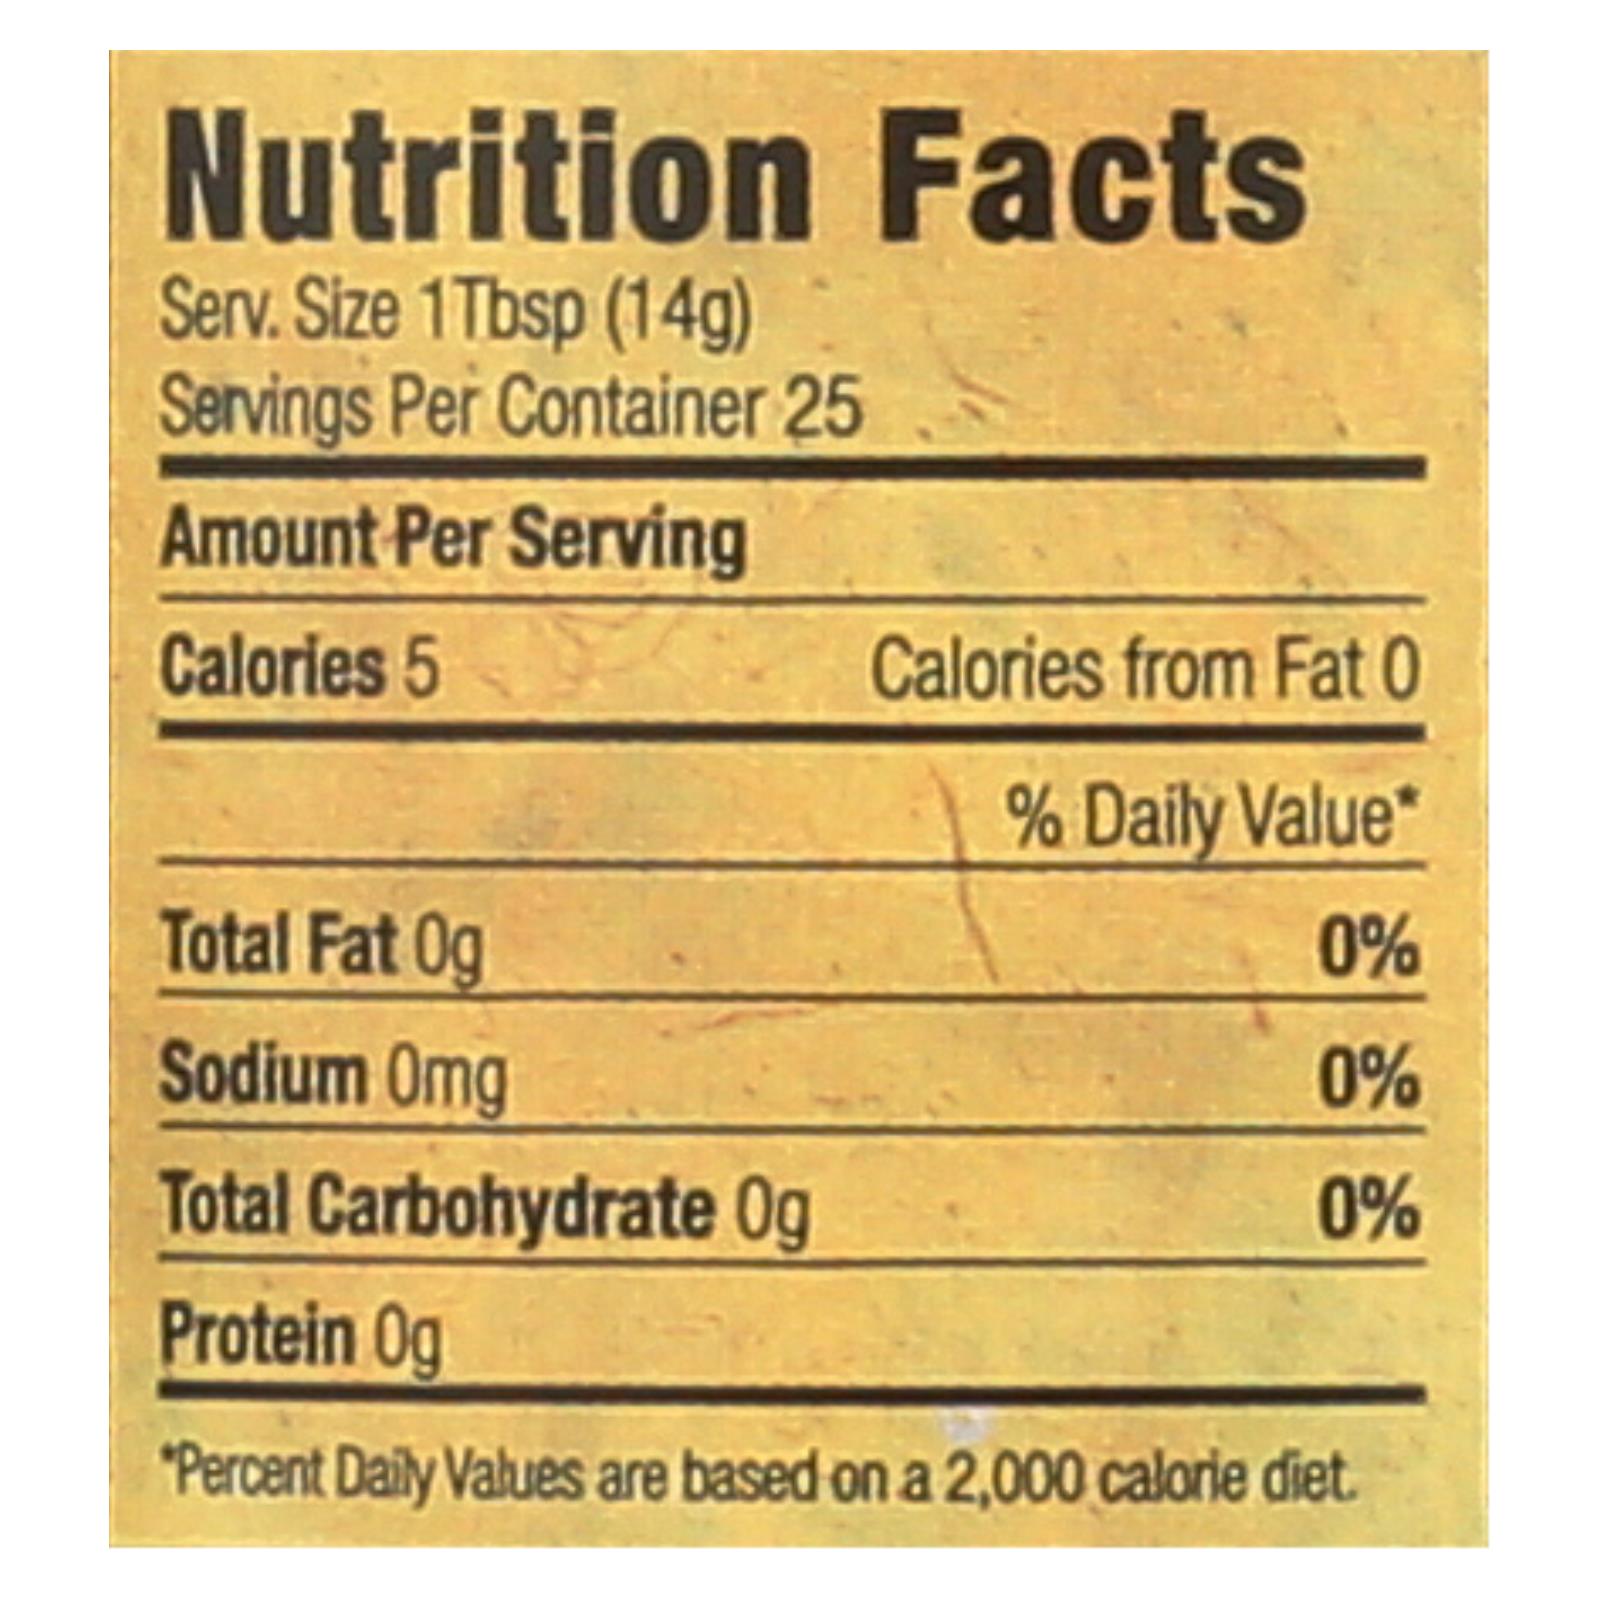 Nutrition Facts
Serv. Size 1Tbsp (14g)
Servings Per Container 25
Amount Per Serving
Calories 5 Calories from Fat 0
% Daily Value*
Total Fat 0g 0%
Sodium 0mg 0%
Total Carbohydrate 0g 0%
Protein 0g
*Percent Daily Values are based on a 2,000 calorie diet.